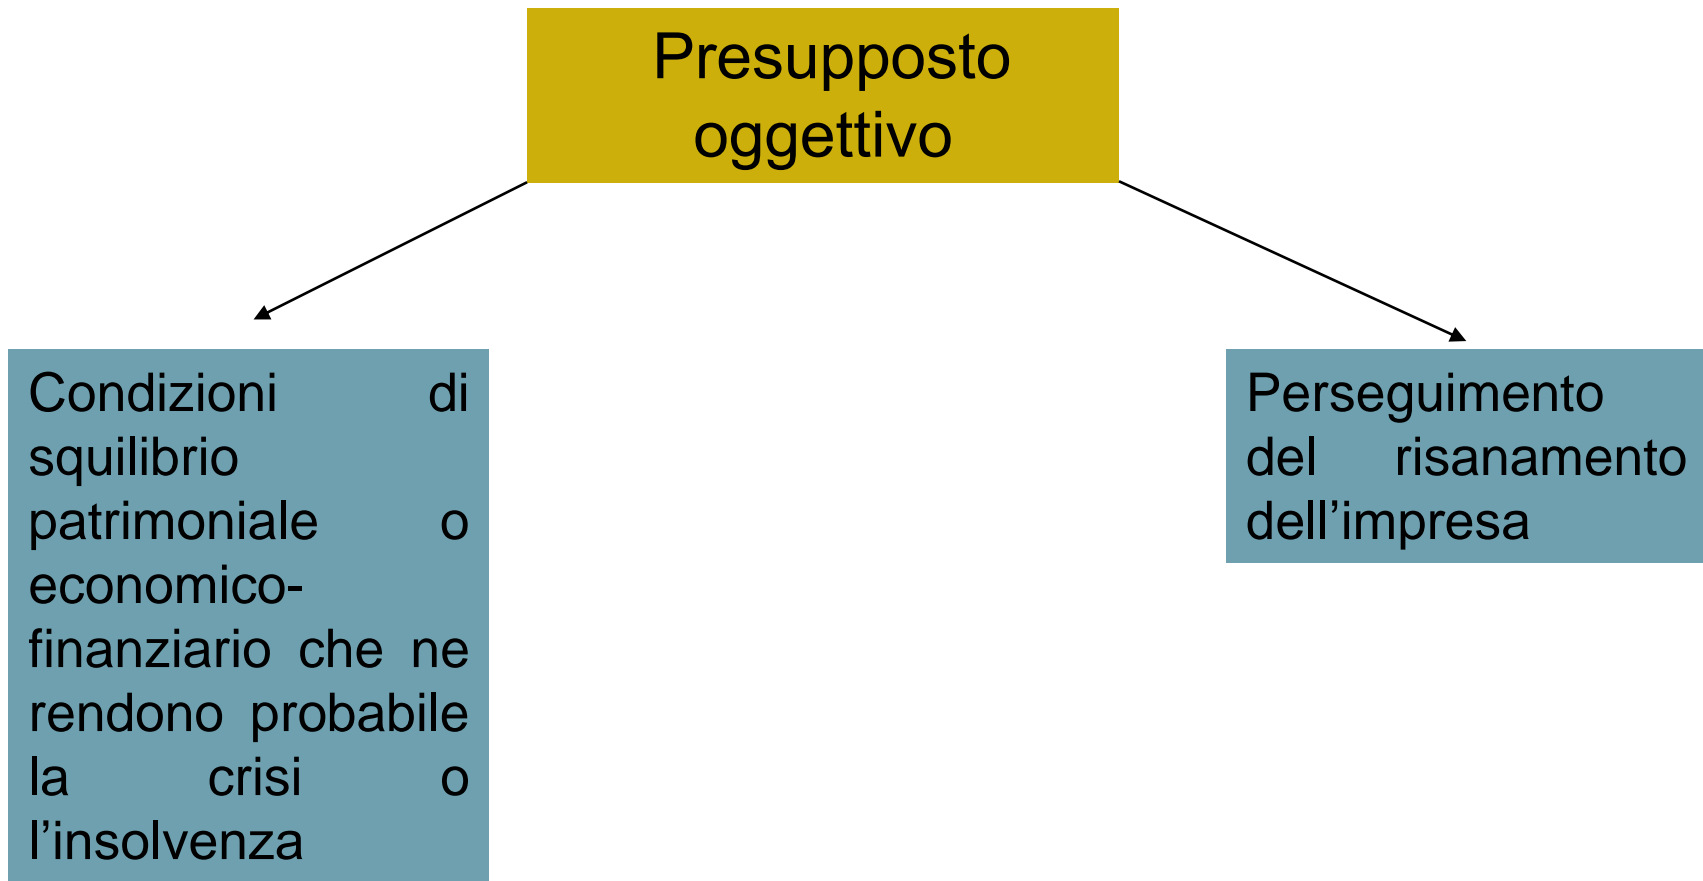 Presupposto
oggettivo
Condizioni di
squilibrio
patrimoniale o
economico-
finanziario che ne
rendono probabile
la crisi o
l’insolvenza
Perseguimento
del risanamento
dell’impresa